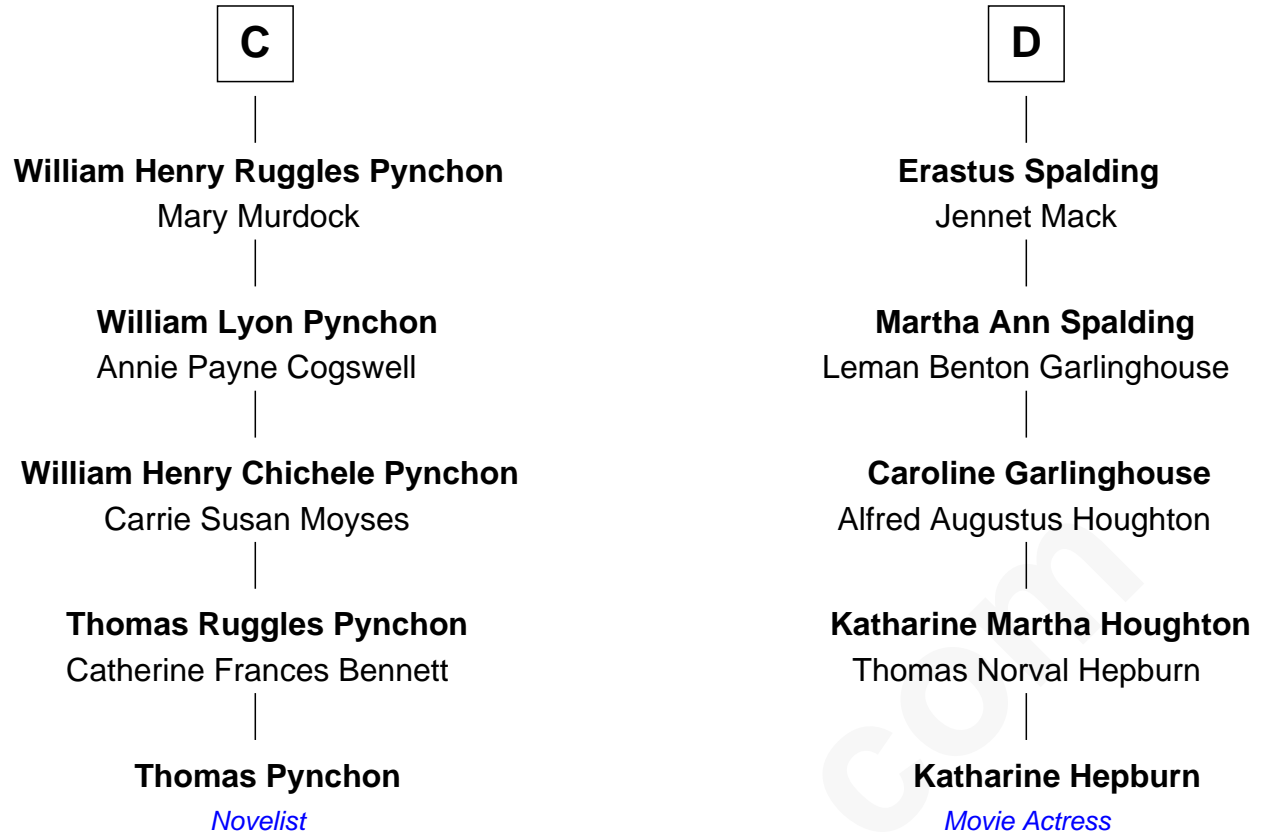 C
William Henry Ruggles Pynchon
Mary Murdock
William Lyon Pynchon
Annie Payne Cogswell
William Henry Chichele Pynchon
Carrie Susan Moyses
Thomas Ruggles Pynchon
Catherine Frances Bennett
Thomas Pynchon
Novelist
D
Erastus Spalding
Jennet Mack
Martha Ann Spalding
Leman Benton Garlinghouse
Caroline Garlinghouse
Alfred Augustus Houghton
Katharine Martha Houghton
Thomas Norval Hepburn
Katharine Hepburn
Movie Actress
com